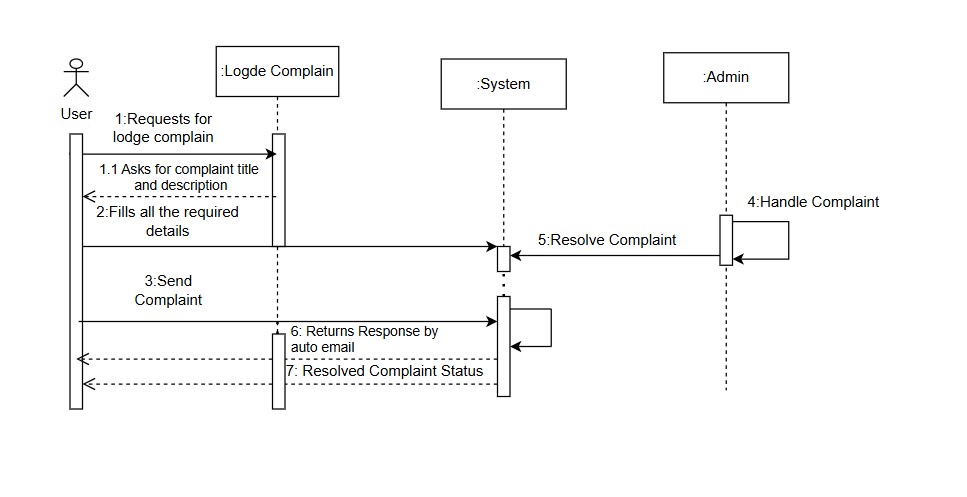 :Logde Complain
:System
:Admin
User
1:Requests for
lodge complain
1.1 Asks for complaint title
and description
2:Fills all the required
details
4:Handle Complaint
5:Resolve Complaint
3:Send
Complaint
6: Returns Response by
auto email
7: Resolved Complaint Status